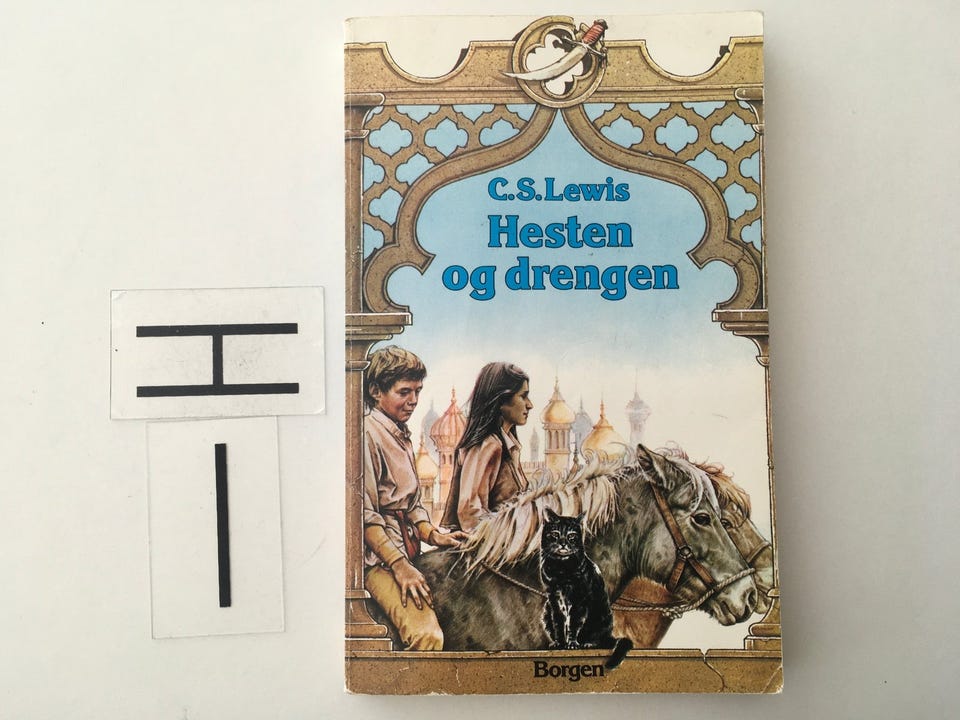 C.S.Lewis
Hesten
og drengen
Borgen